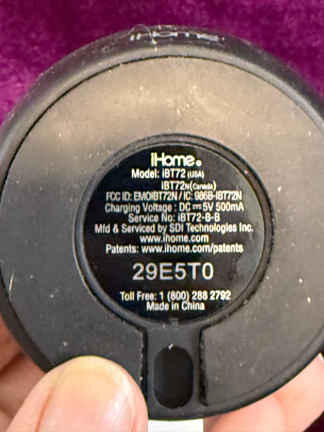 iHome
iHome
Model: iBT72 (USA)
iBT72N(Canada)
FCC ID: EMOIBT72N / IC: 986B-IBT72N
Charging Voltage : DC ⎓ 5V 500mA
Service No: iBT72-B-B
Mfd & Serviced by SDI Technologies Inc.
www.ihome.com
Patents: www.ihome.com/patents
29E5T0
Toll Free: 1 (800) 288 2792
Made in China